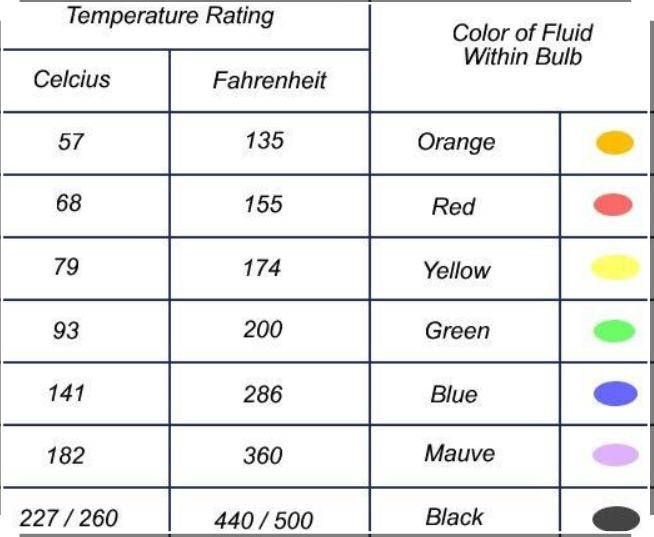 Temperature Rating
Color of Fluid
Within Bulb
Celcius Fahrenheit
57 135 Orange
68 155 Red
79 174 Yellow
93 200 Green
141 286 Blue
182 360 Mauve
227 / 260 440 / 500 Black